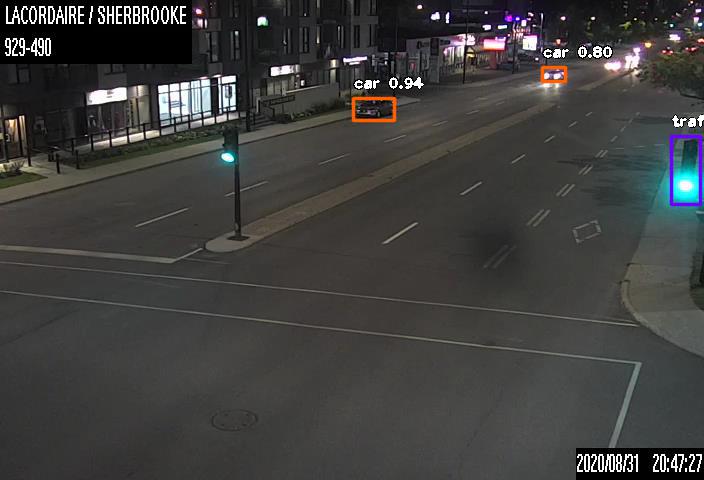 LACORDAIRE / SHERBROOKE
929-490
car 0.80
car 0.94
traf
2020/08/31 20:47:27